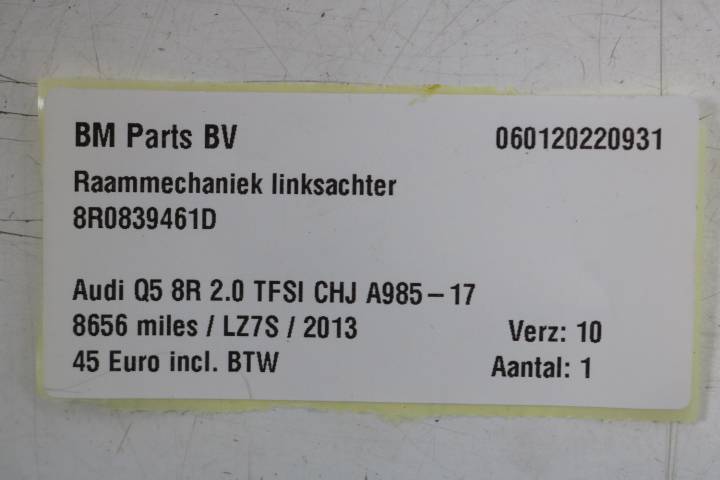 BM Parts BV 060120220931
Raammechaniek linksachter
8R0839461D
Audi Q5 8R 2.0 TFSI CHJ A985-17
8656 miles / LZ7S / 2013 Verz: 10
45 Euro incl. BTW Aantal: 1